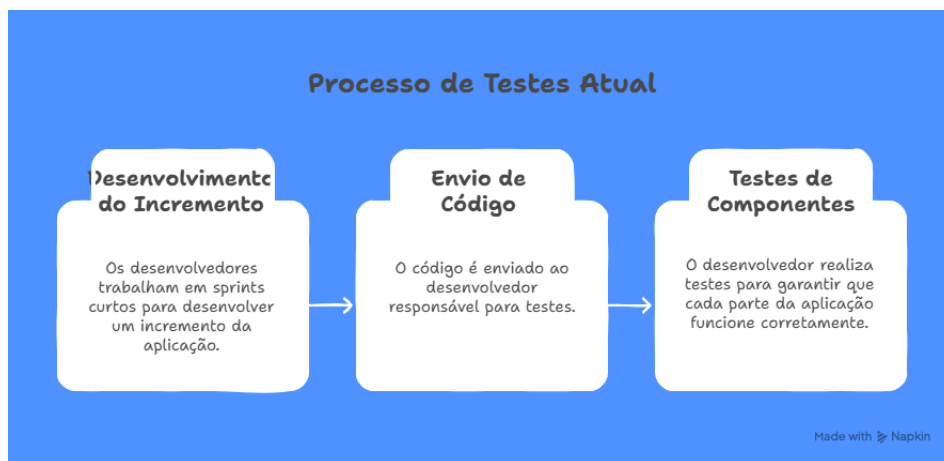 Processo de Testes Atual
Desenvolvimento
do Incremento
Os desenvolvedores
trabalham em sprints
curtos para desenvolver
um incremento da
aplicação.
Envio de
Código
O código é enviado ao
desenvolvedor
responsável para testes.
Testes de
Componentes
O desenvolvedor realiza
testes para garantir que
cada parte da aplicação
funcione corretamente.
Made with Napkin